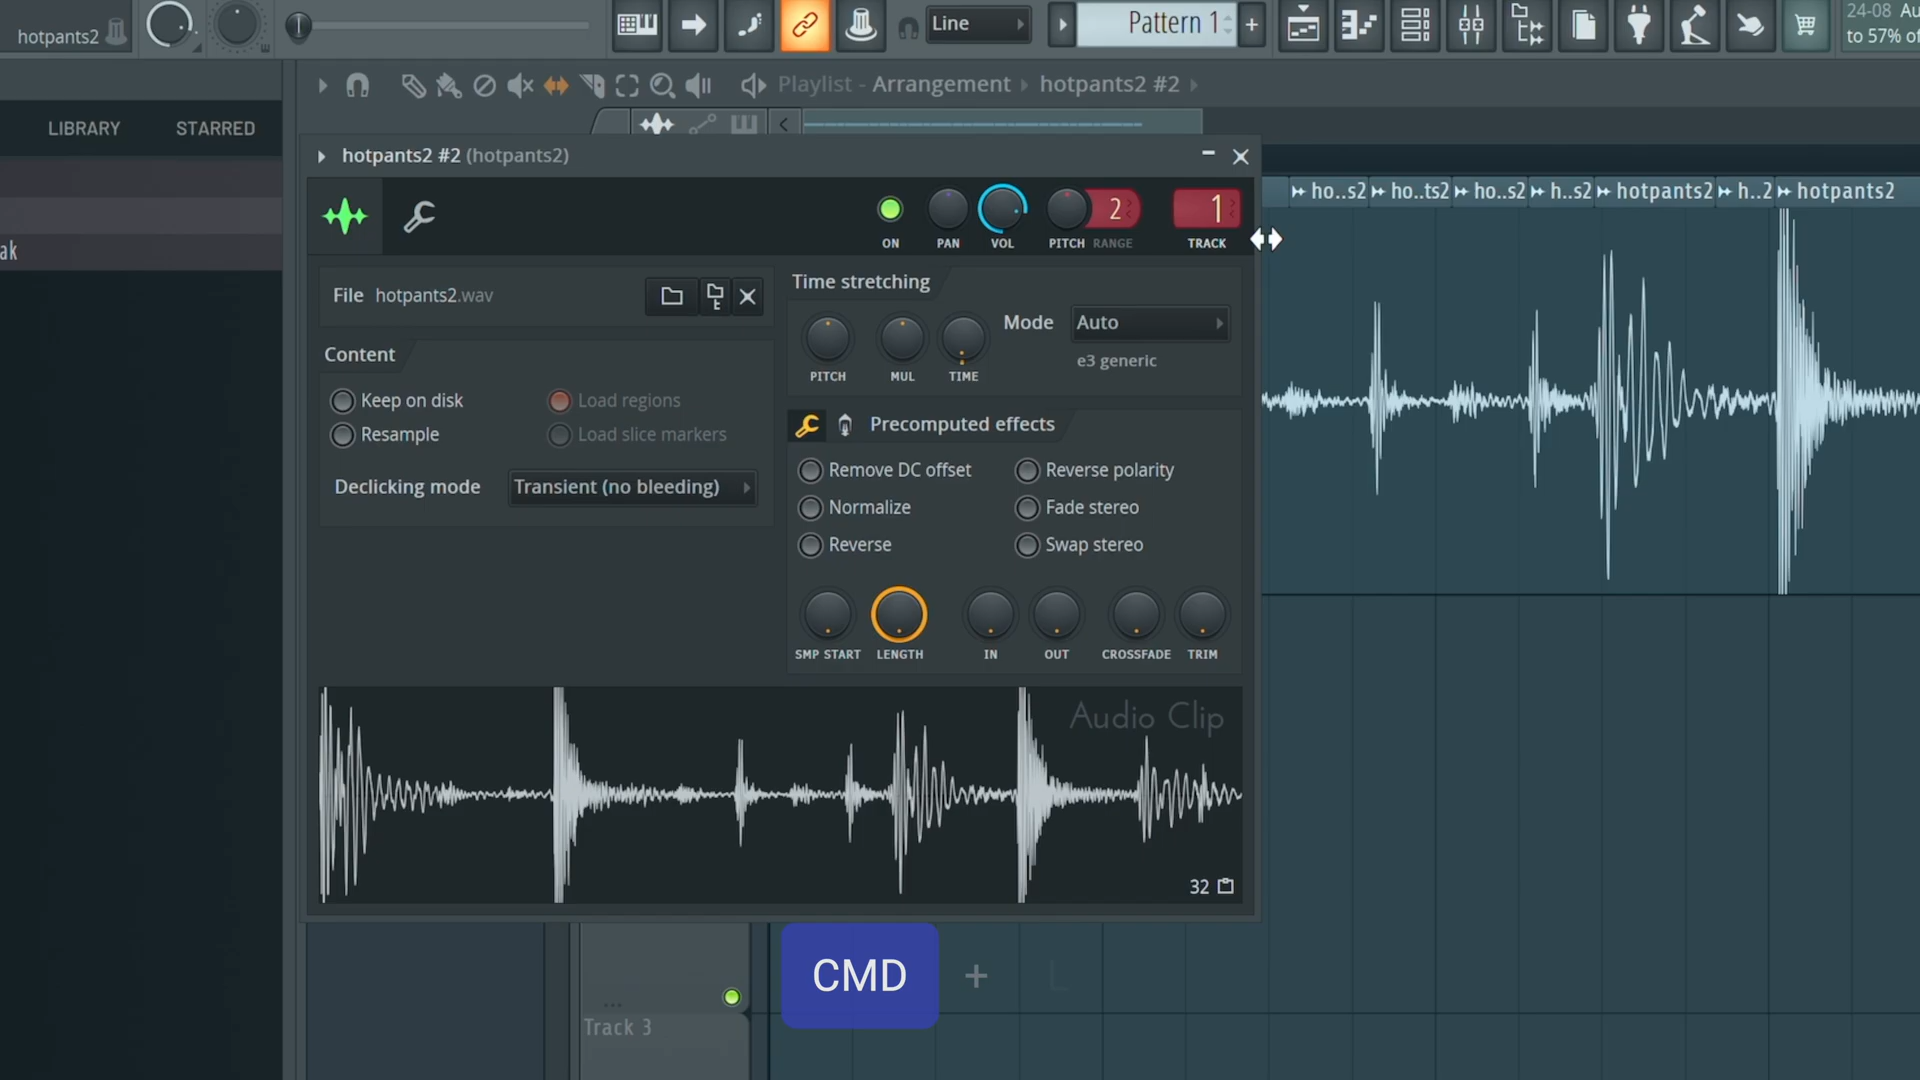 hotpants2
Line
Pattern 1
24-08
to 57%
LIBRARY
STARRED
ak
Playlist - Arrangement hotpants2 #2
hotpants2 #2 (hotpants2)
ON PAN VOL PITCH RANGE TRACK
2
1
File hotpants2.wav
Content
Keep on disk
Load regions
Resample
Load slice markers
Declicking mode Transient (no bleeding)
Time stretching
PITCH MUL TIME
Mode Auto
e3 generic
Precomputed effects
Remove DC offset
Reverse polarity
Normalize
Fade stereo
Reverse
Swap stereo
SMP START LENGTH IN OUT CROSSFADE TRIM
Audio Clip
32
ho..s2 ho..ts2 ho..s2 h..s2 hotpants2 h..2 hotpants2
CMD + L
...
Track 3